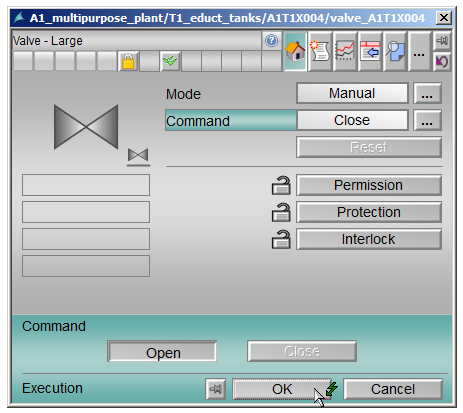 A1_multipurpose_plant/T1_educt_tanks/A1T1X004/valve_A1T1X004
Valve - Large
...
Mode Manual ...
Command Close ...
Reset
Permission
Protection
Interlock
Command
Open Close
Execution OK Cancel